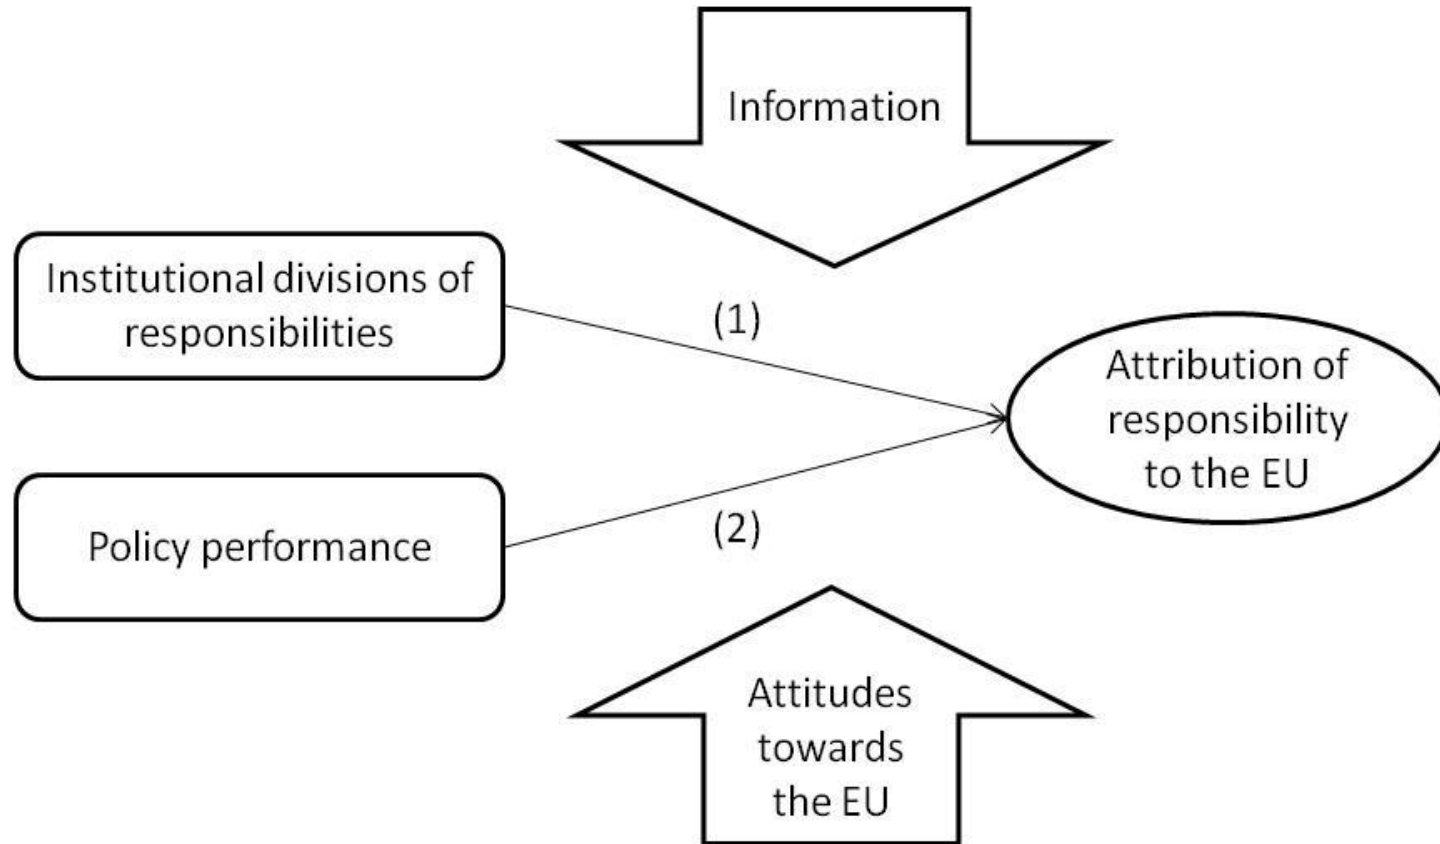 Information
Institutional divisions of
responsibilities
(1)
Attribution of
responsibility
to the EU
Policy performance
(2)
Attitudes
towards
the EU